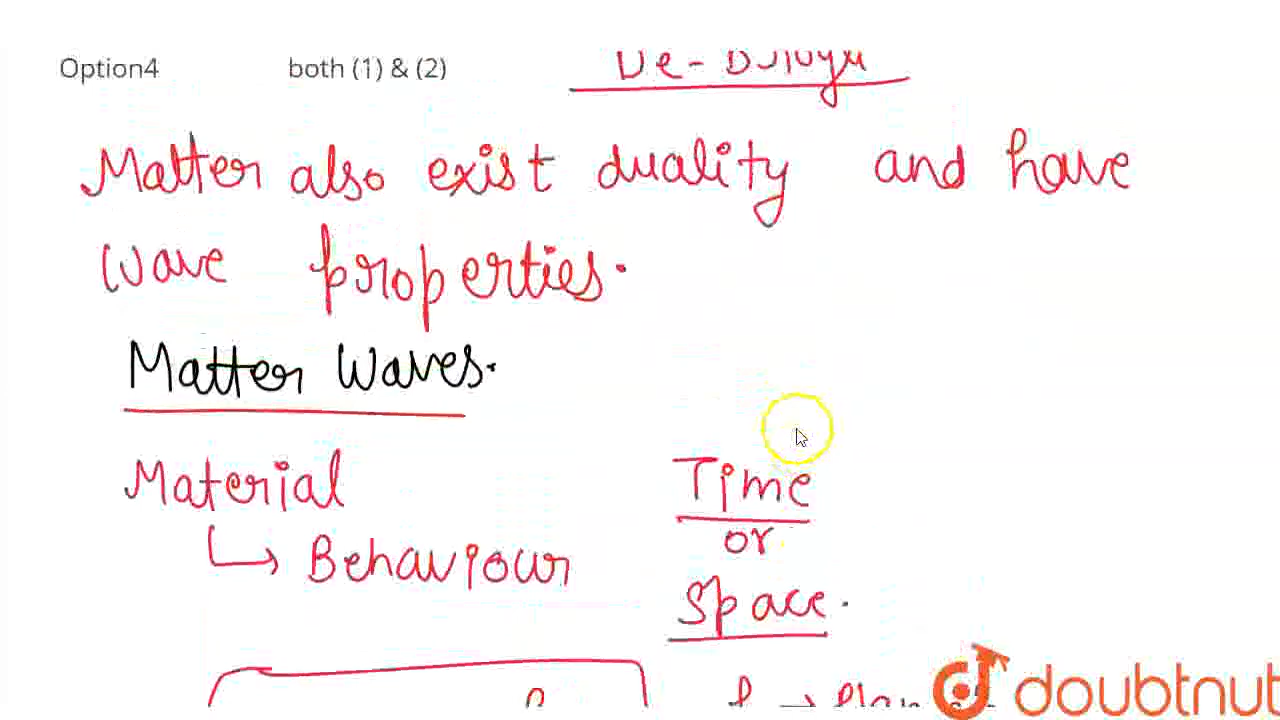 Option4 both (1) & (2)
Matter also exist duality and have
wave properties.
Matter Waves.
Material
Time
or
Behaviour
Space.
doubtnut